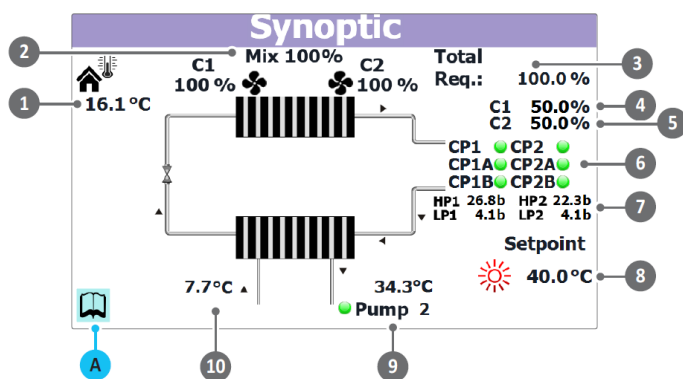 Synoptic
2
Mix 100%
C1
100 %
C2
100 %
Total
Req.: 100.0 %
3
1
16.1 °C
C1 50.0%
4
C2 50.0%
5
CP1 CP2
CP1A CP2A
CP1B CP2B
6
HP1 26.8b HP2 22.3b
LP1 4.1b LP2 4.1b
7
Setpoint
40.0°C
8
7.7°C
34.3°C
Pump 2
A
10
9